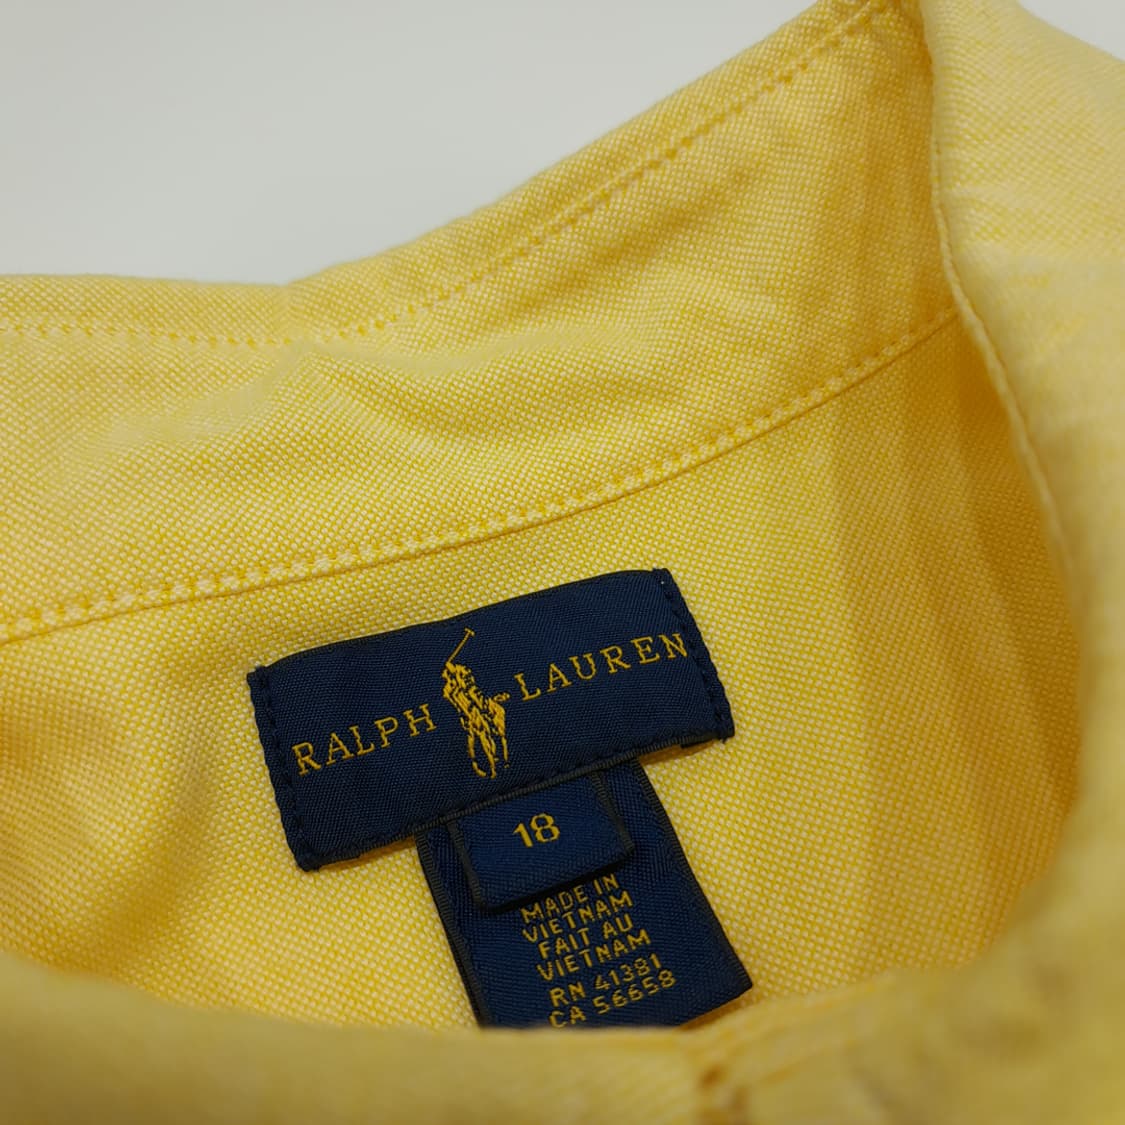 RALPH LAUREN
18
MADE IN
VIETNAM
FAIT AU
VIETNAM
RN 41381
CA 56658